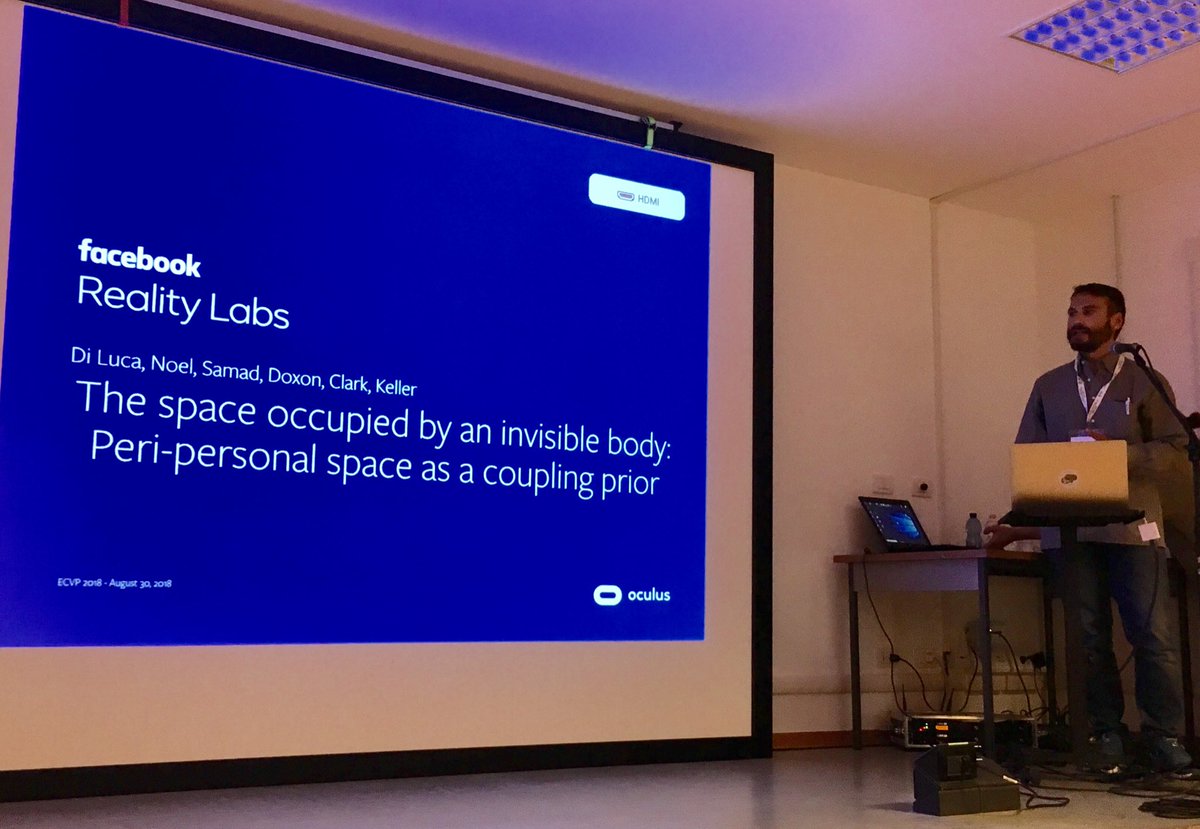 HDMI
facebook
Reality Labs
Di Luca, Noel, Samad, Doxon, Clark, Keller
The space occupied by an invisible body:
Peri-personal space as a coupling prior
ECVP 2018 - August 30, 2018
oculus